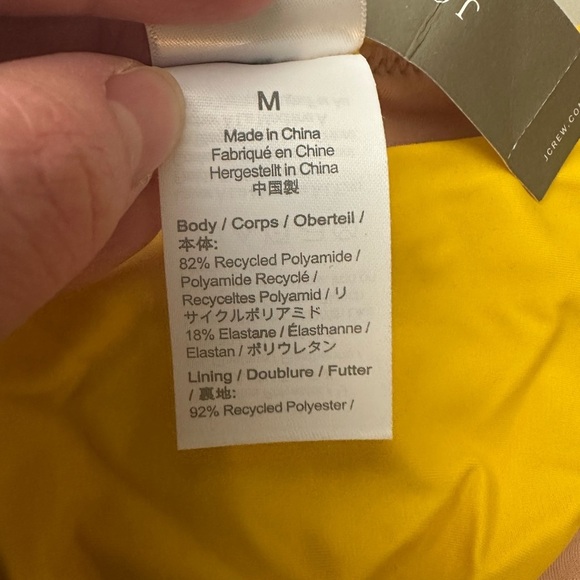 M
Made in China
Fabriqué en Chine
Hergestellt in China
中国製
Body / Corps / Oberteil /
本体:
82% Recycled Polyamide /
Polyamide Recyclé /
Recyceltes Polyamid / リ
サイクルポリアミド
18% Elastane / Élasthanne /
Elastan / ポリウレタン
Lining / Doublure / Futter
/ 裏地:
92% Recycled Polyester /
JCREW.CO